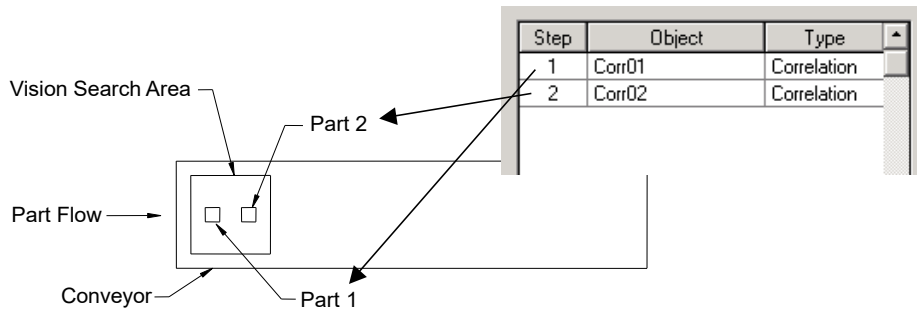 Step Object Type
1 Corr01 Correlation
2 Corr02 Correlation
Vision Search Area
Part 2
Part Flow
Conveyor
Part 1